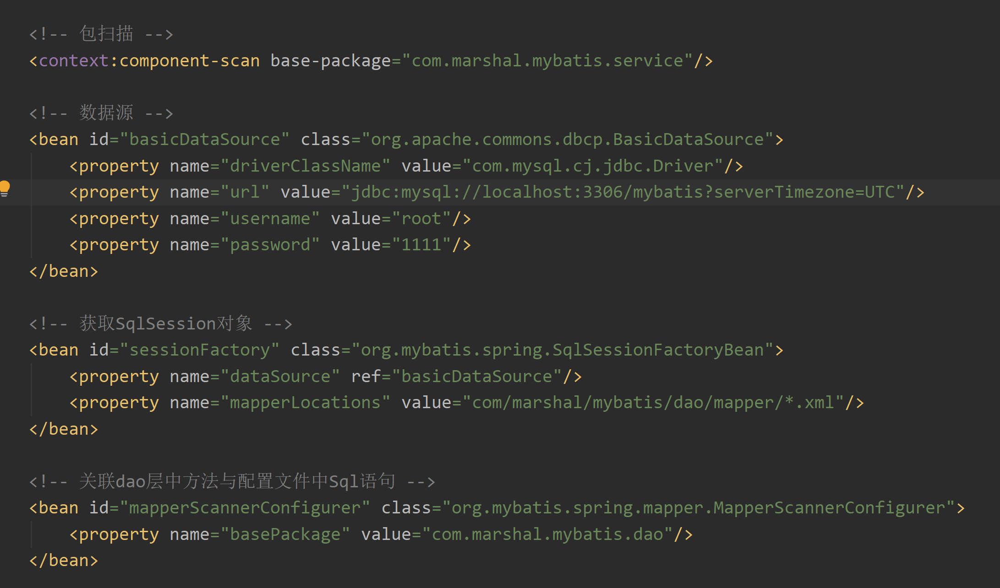 <!-- 包扫描 -->
<context:component-scan base-package="com.marshal.mybatis.service"/>
<!-- 数据源 -->
<bean id="basicDataSource" class="org.apache.commons.dbcp.BasicDataSource">
<property name="driverClassName" value="com.mysql.cj.jdbc.Driver"/>
<property name="url" value="jdbc:mysql://localhost:3306/mybatis?serverTimezone=UTC"/>
<property name="username" value="root"/>
<property name="password" value="1111"/>
</bean>
<!-- 获取SqlSession对象 -->
<bean id="sessionFactory" class="org.mybatis.spring.SqlSessionFactoryBean">
<property name="dataSource" ref="basicDataSource"/>
<property name="mapperLocations" value="com/marshal/mybatis/dao/mapper/*.xml"/>
</bean>
<!-- 关联dao层中方法与配置文件中Sql语句 -->
<bean id="mapperScannerConfigurer" class="org.mybatis.spring.mapper.MapperScannerConfigurer">
<property name="basePackage" value="com.marshal.mybatis.dao"/>
</bean>